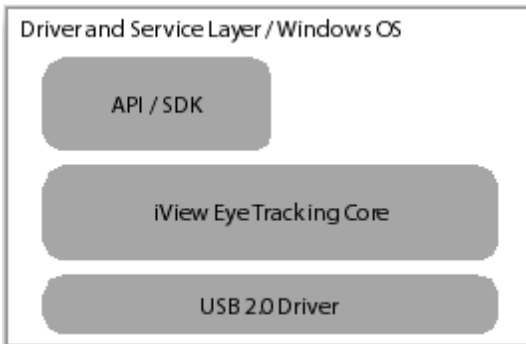 Driver and Service Layer / Windows OS
API / SDK
iView Eye Tracking Core
USB 2.0 Driver